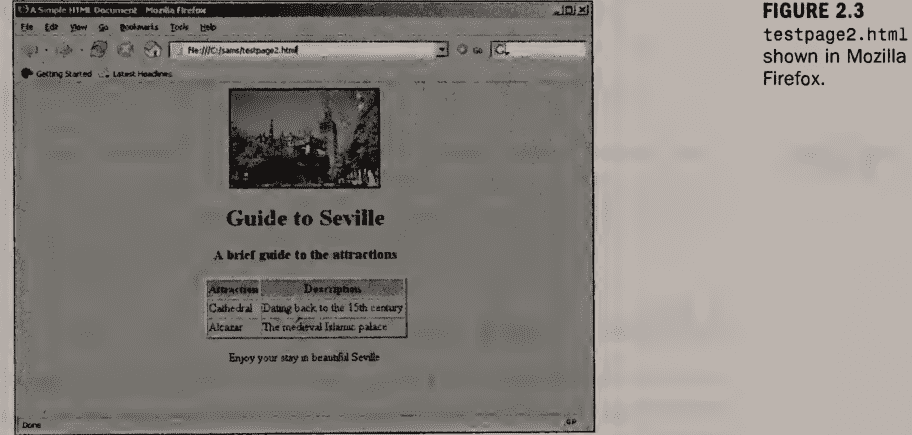 A Simple HTML Document - Mozilla Firefox
File Edit View Go Bookmarks Tools Help
file:///C:/sams/testpage2.html
Go
G
Getting Started Latest Headlines
Guide to Seville
A brief guide to the attractions
Attraction Description
Cathedral Dating back to the 15th century
Alcazar The medieval Islamic palace
Enjoy your stay in beautiful Seville
Done
FIGURE 2.3
testpage2.html
shown in Mozilla
Firefox.